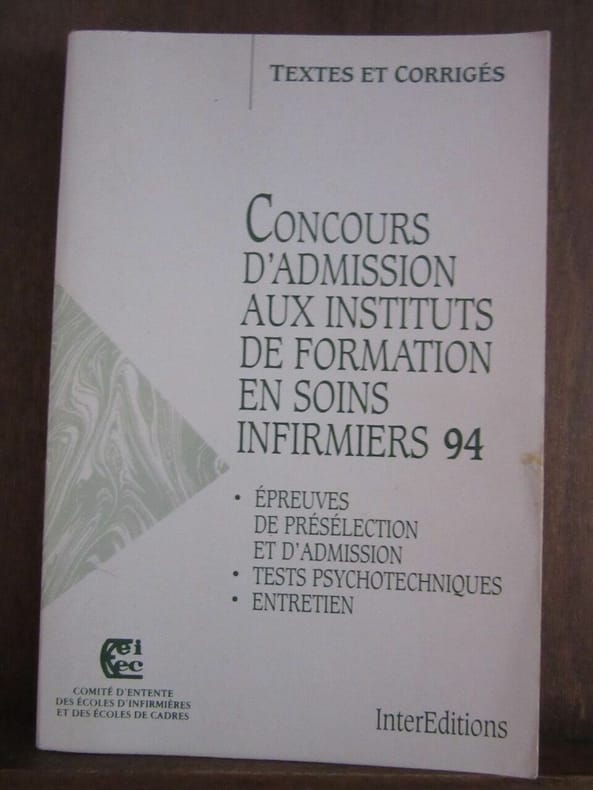 TEXTES ET CORRIGÉS
CONCOURS
D'ADMISSION
AUX INSTITUTS
DE FORMATION
EN SOINS
INFIRMIERS 94
• ÉPREUVES
DE PRÉSÉLECTION
ET D'ADMISSION
• TESTS PSYCHOTECHNIQUES
• ENTRETIEN
ei
ec
COMITÉ D'ENTENTE
DES ÉCOLES D'INFIRMIÈRES
ET DES ÉCOLES DE CADRES
InterEditions